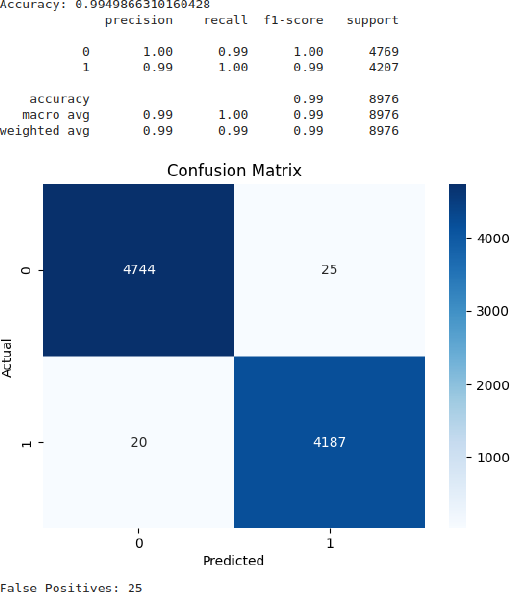 Accuracy: 0.9949866310160428
precision recall f1-score support
0 1.00 0.99 1.00 4769
1 0.99 1.00 0.99 4207
accuracy 0.99 8976
macro avg 0.99 1.00 0.99 8976
weighted avg 0.99 0.99 0.99 8976
Confusion Matrix
4000
0 4744 25
3000
Actual
2000
1 20 4187
1000
0 1
Predicted
False Positives: 25